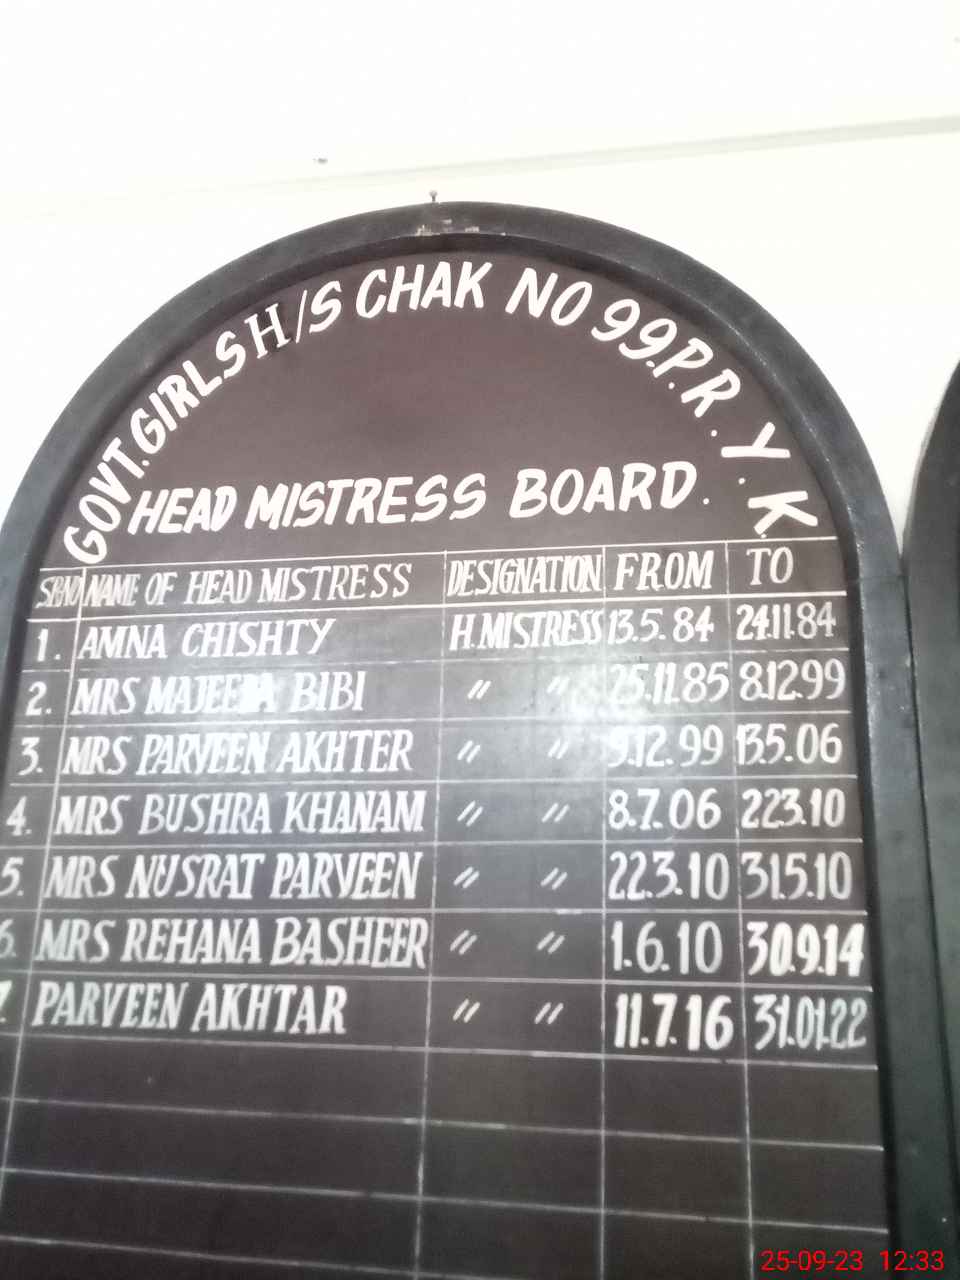 GOVT. GIRLS H/S CHAK NO 99.P.R. Y.K
HEAD MISTRESS BOARD.
SR.NO NAME OF HEAD MISTRESS DESIGNATION FROM TO
1. AMNA CHISHTY H.MISTRESS 13.5.84 24.11.84
2. MRS MAJEEDA BIBI " " 25.11.85 8.12.99
3. MRS PARVEEN AKHTER " " 9.12.99 13.5.06
4. MRS BUSHRA KHANAM " " 8.7.06 22.3.10
5. MRS NUSRAT PARVEEN " " 22.3.10 31.5.10
6. MRS REHANA BASHEER " " 1.6.10 30.9.14
7. PARVEEN AKHTAR " " 11.7.16 31.01.22
25-09-23 12:33